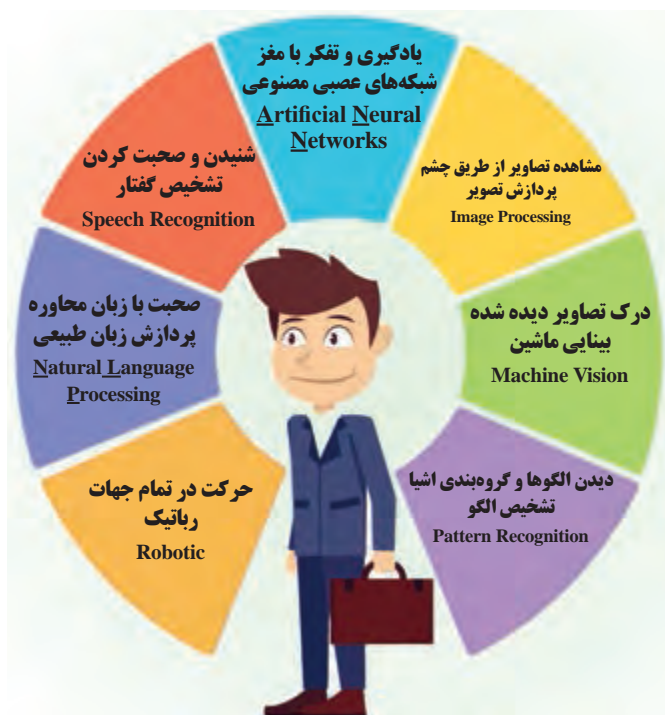 یادگیری و تفکر با مغز
شبکه‌های عصبی مصنوعی
Artificial Neural
Networks
مشاهده تصاویر از طریق چشم
پردازش تصویر
Image Processing
درک تصاویر دیده شده
بینایی ماشین
Machine Vision
دیدن الگوها و گروه‌بندی اشیا
تشخیص الگو
Pattern Recognition
حرکت در تمام جهات
رباتیک
Robotic
صحبت با زبان محاوره
پردازش زبان طبیعی
Natural Language
Processing
شنیدن و صحبت کردن
تشخیص گفتار
Speech Recognition